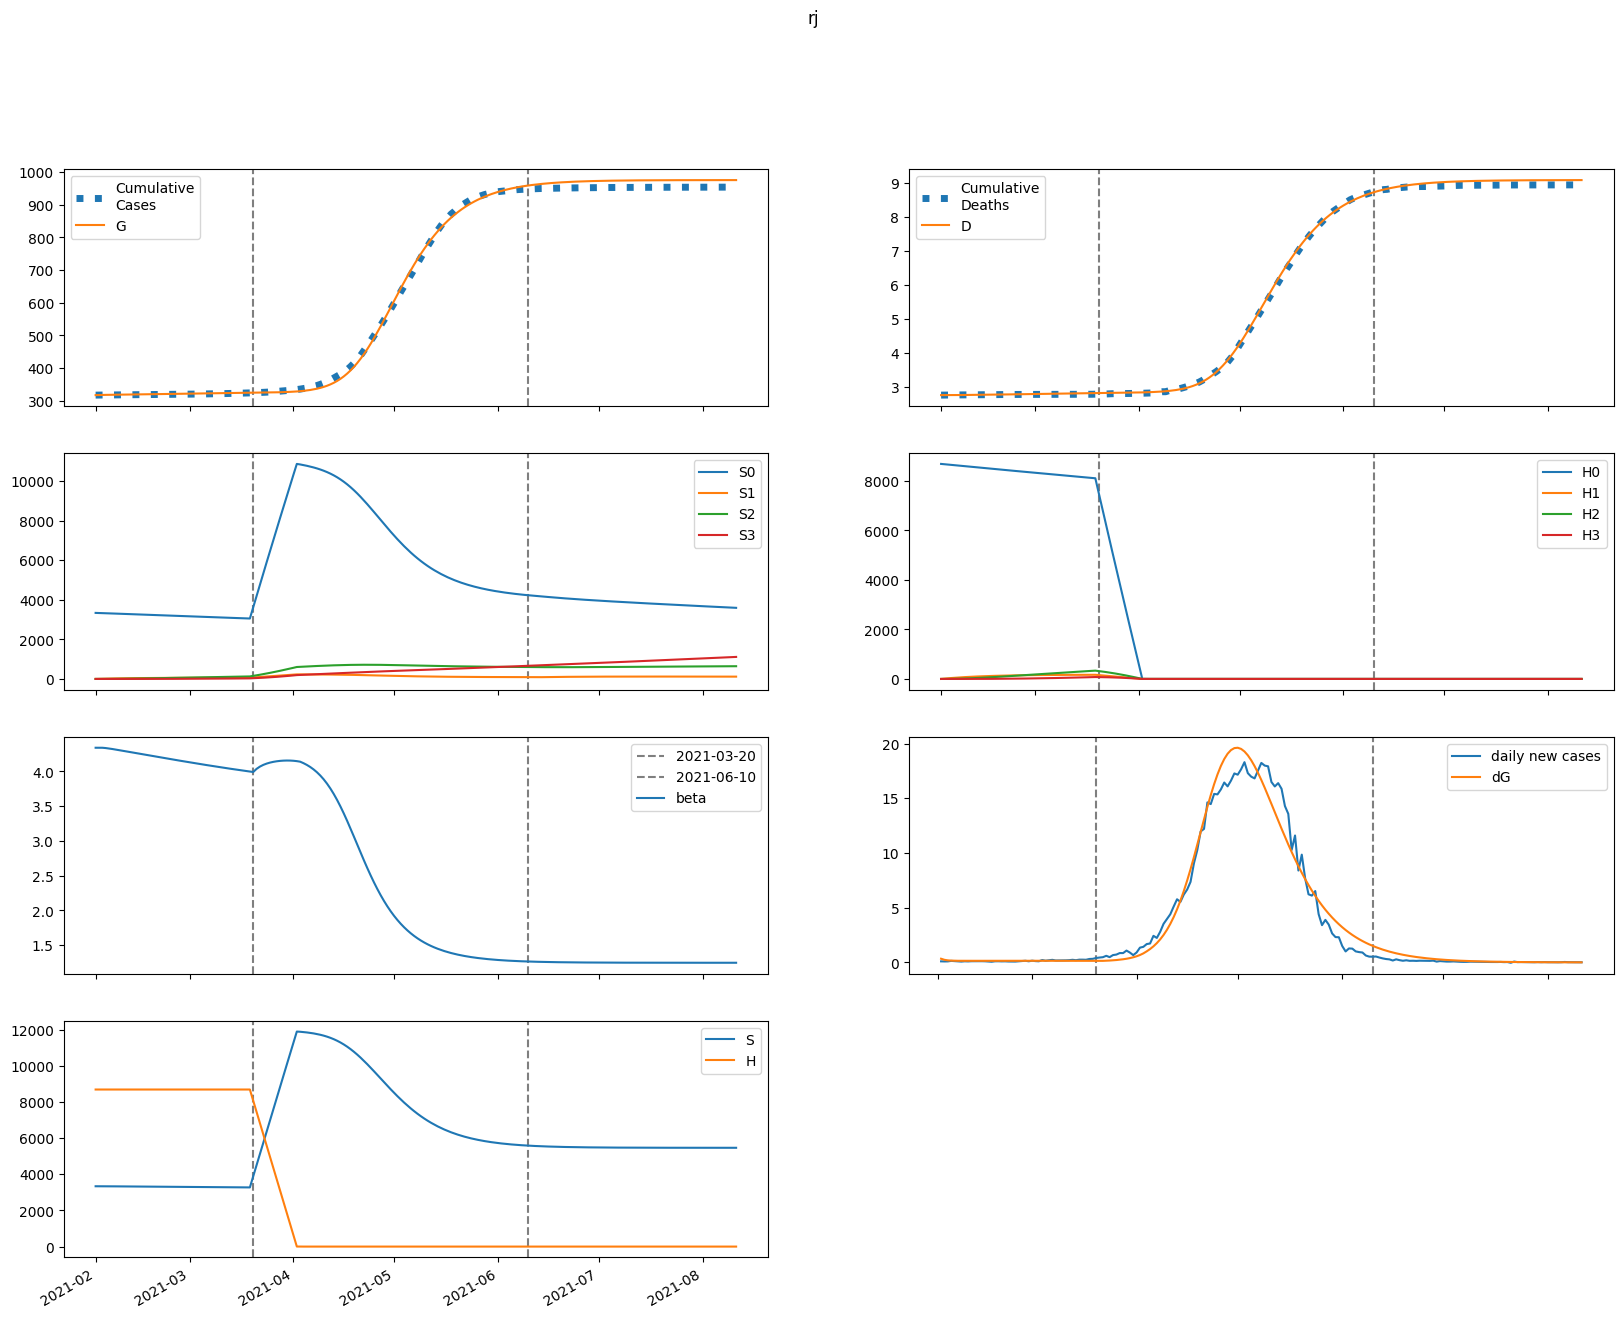 rj
1000
900
800
700
600
500
400
300
Cumulative
Cases
G
9
8
7
6
5
4
3
Cumulative
Deaths
D
10000
8000
6000
4000
2000
0
S0
S1
S2
S3
8000
6000
4000
2000
0
H0
H1
H2
H3
4.0
3.5
3.0
2.5
2.0
1.5
2021-03-20
2021-06-10
beta
20
15
10
5
0
daily new cases
dG
12000
10000
8000
6000
4000
2000
0
S
H
2021-02
2021-03
2021-04
2021-05
2021-06
2021-07
2021-08